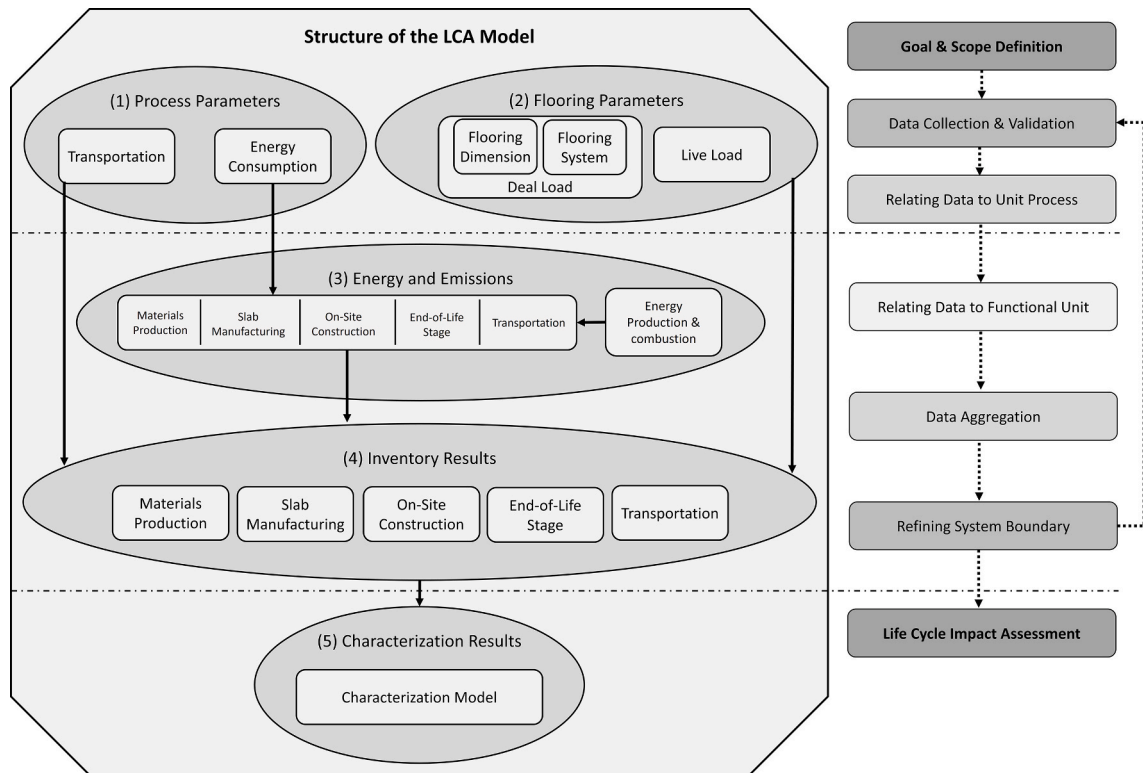 Structure of the LCA Model
(1) Process Parameters
Transportation
Energy
Consumption
(2) Flooring Parameters
Flooring
Dimension
Flooring
System
Deal Load
Live Load
(3) Energy and Emissions
Materials
Production
Slab
Manufacturing
On-Site
Construction
End-of-Life
Stage
Transportation
Energy
Production &
combustion
(4) Inventory Results
Materials
Production
Slab
Manufacturing
On-Site
Construction
End-of-Life
Stage
Transportation
(5) Characterization Results
Characterization Model
Goal & Scope Definition
Data Collection & Validation
Relating Data to Unit Process
Relating Data to Functional Unit
Data Aggregation
Refining System Boundary
Life Cycle Impact Assessment